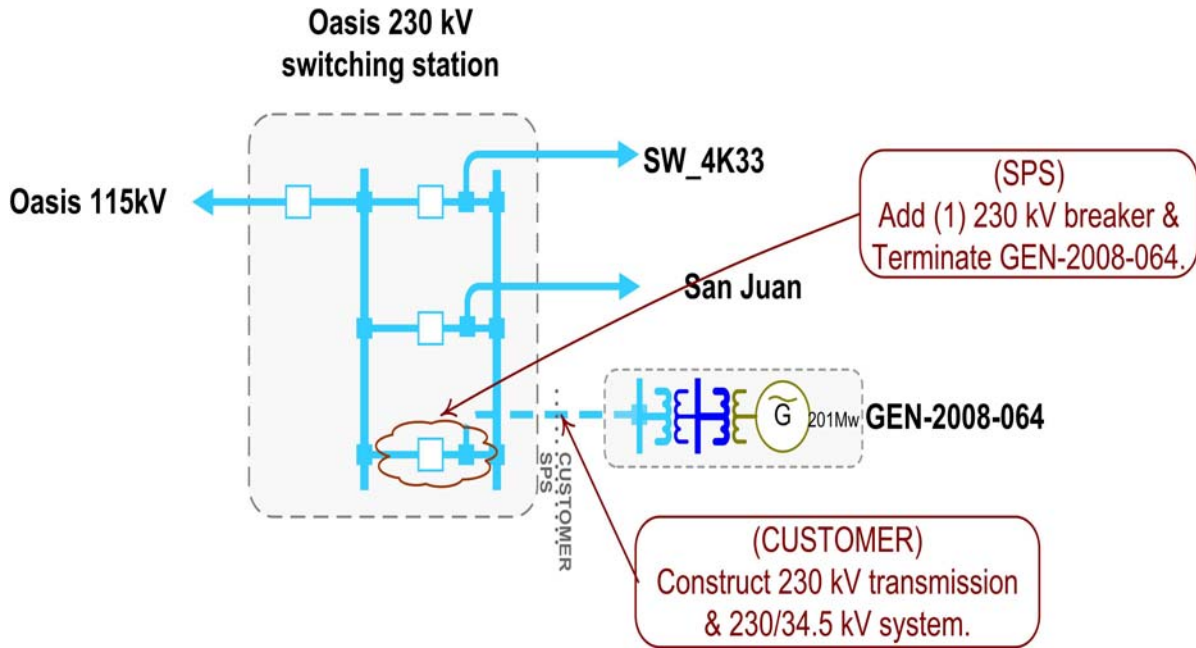 Oasis 230 kV
switching station
SW_4K33
Oasis 115kV
(SPS)
Add (1) 230 kV breaker &
Terminate GEN-2008-064.
San Juan
G
201Mw
GEN-2008-064
CUSTOMER
SPS
(CUSTOMER)
Construct 230 kV transmission
& 230/34.5 kV system.